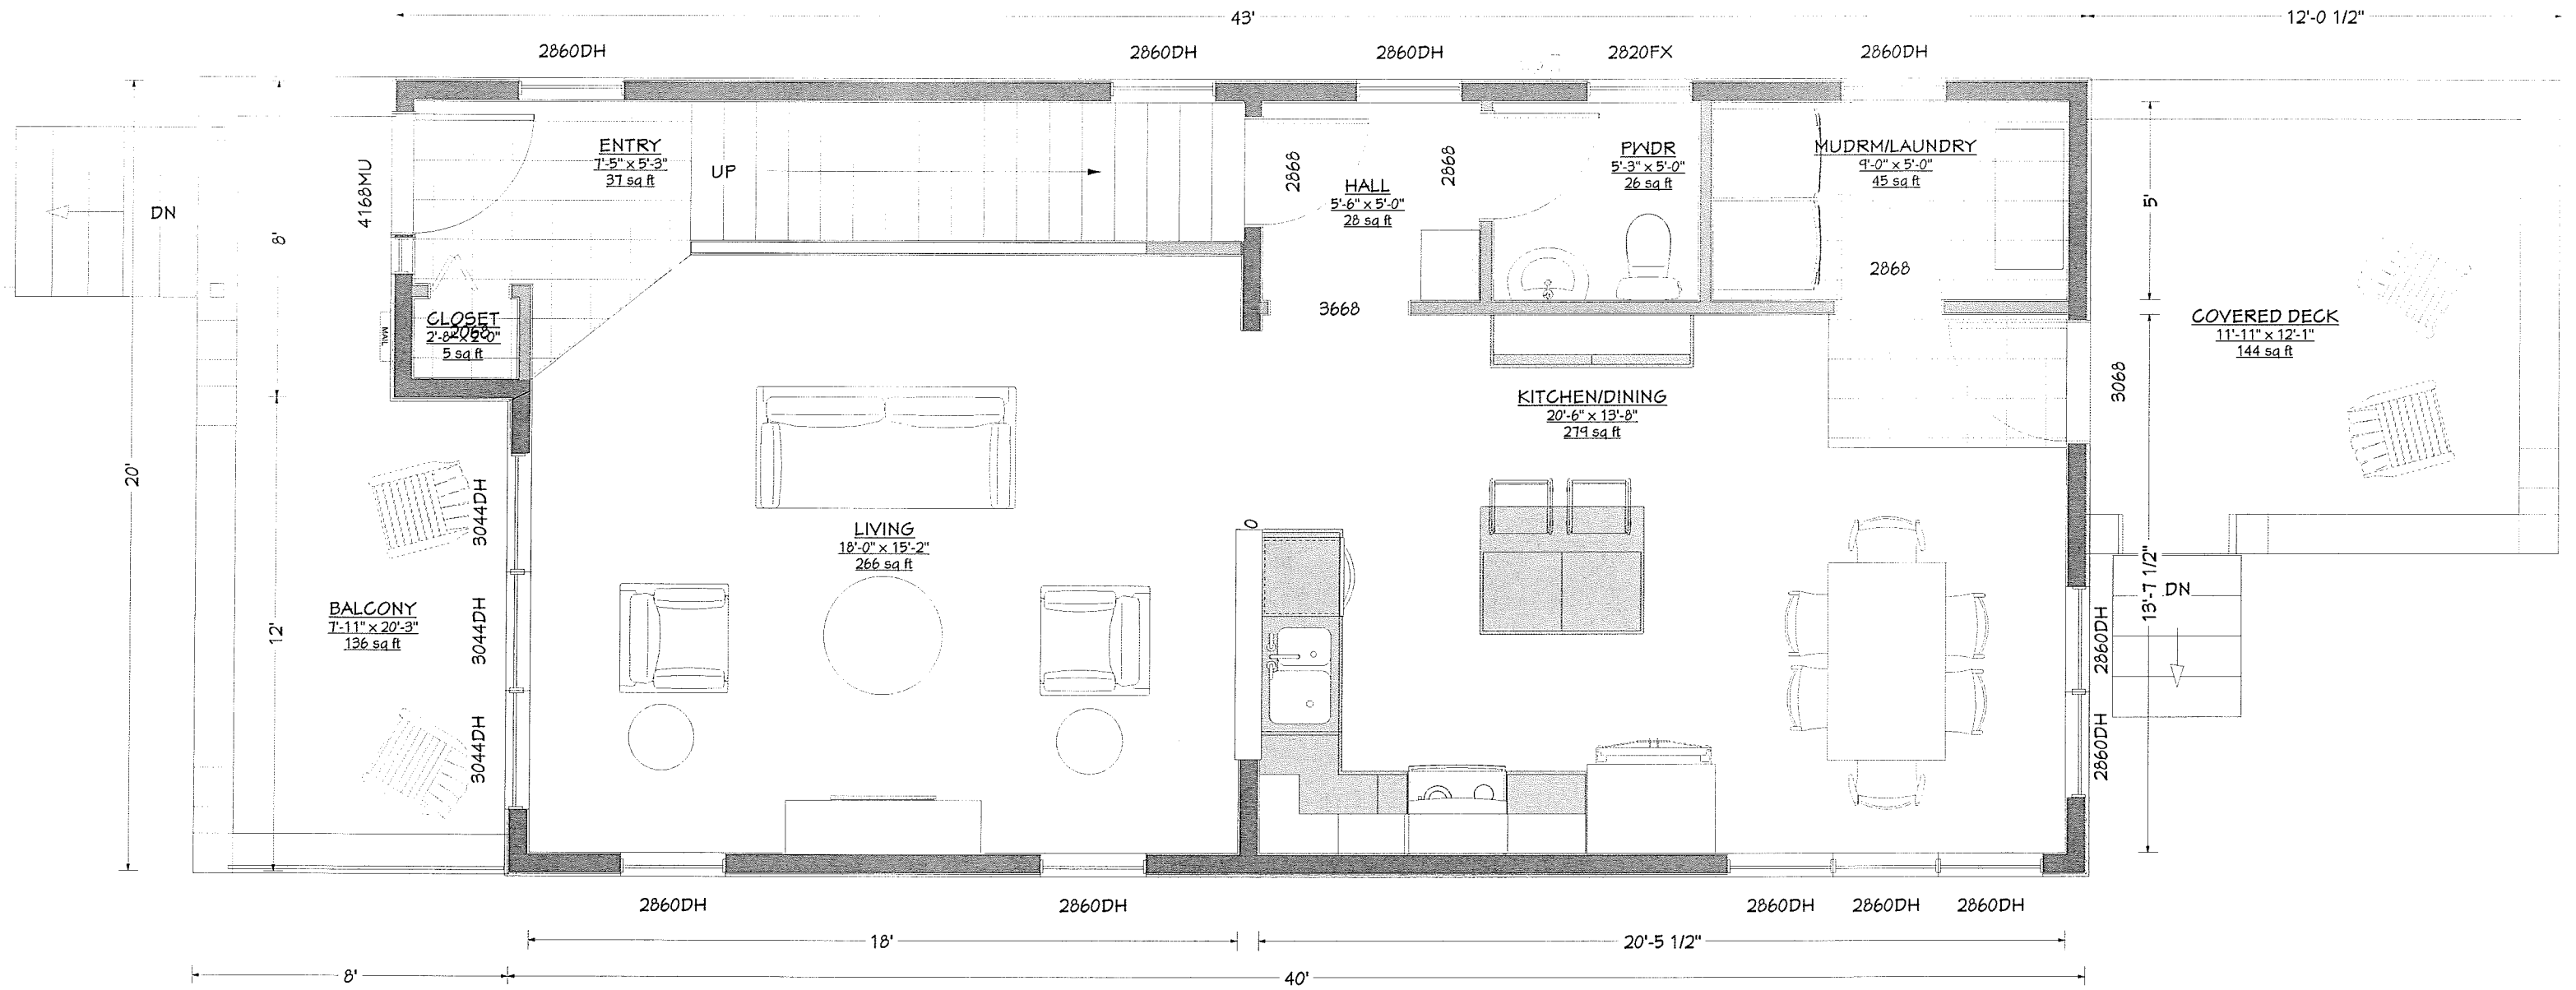 43'
12'-0 1/2"
2860DH
2860DH
2860DH
2820FX
2860DH
4168MU
ENTRY
7'-5" x 5'-3"
37 sq ft
UP
2868
HALL
5'-6" x 5'-0"
28 sq ft
2868
PWDR
5'-3" x 5'-0"
26 sq ft
MUDRM/LAUNDRY
9'-0" x 5'-0"
45 sq ft
2868
5'
DN
8'
20'
12'
CLOSET
2068
2'-8" x 2'-0"
5 sq ft
MAIL
3668
KITCHEN/DINING
20'-6" x 13'-8"
279 sq ft
3068
COVERED DECK
11'-11" x 12'-1"
144 sq ft
3044DH
3044DH
3044DH
LIVING
18'-0" x 15'-2"
266 sq ft
0
BALCONY
7'-11" x 20'-3"
136 sq ft
2860DH
2860DH
13'-7 1/2"
DN
2860DH
2860DH
2860DH
2860DH
2860DH
18'
20'-5 1/2"
8'
40'